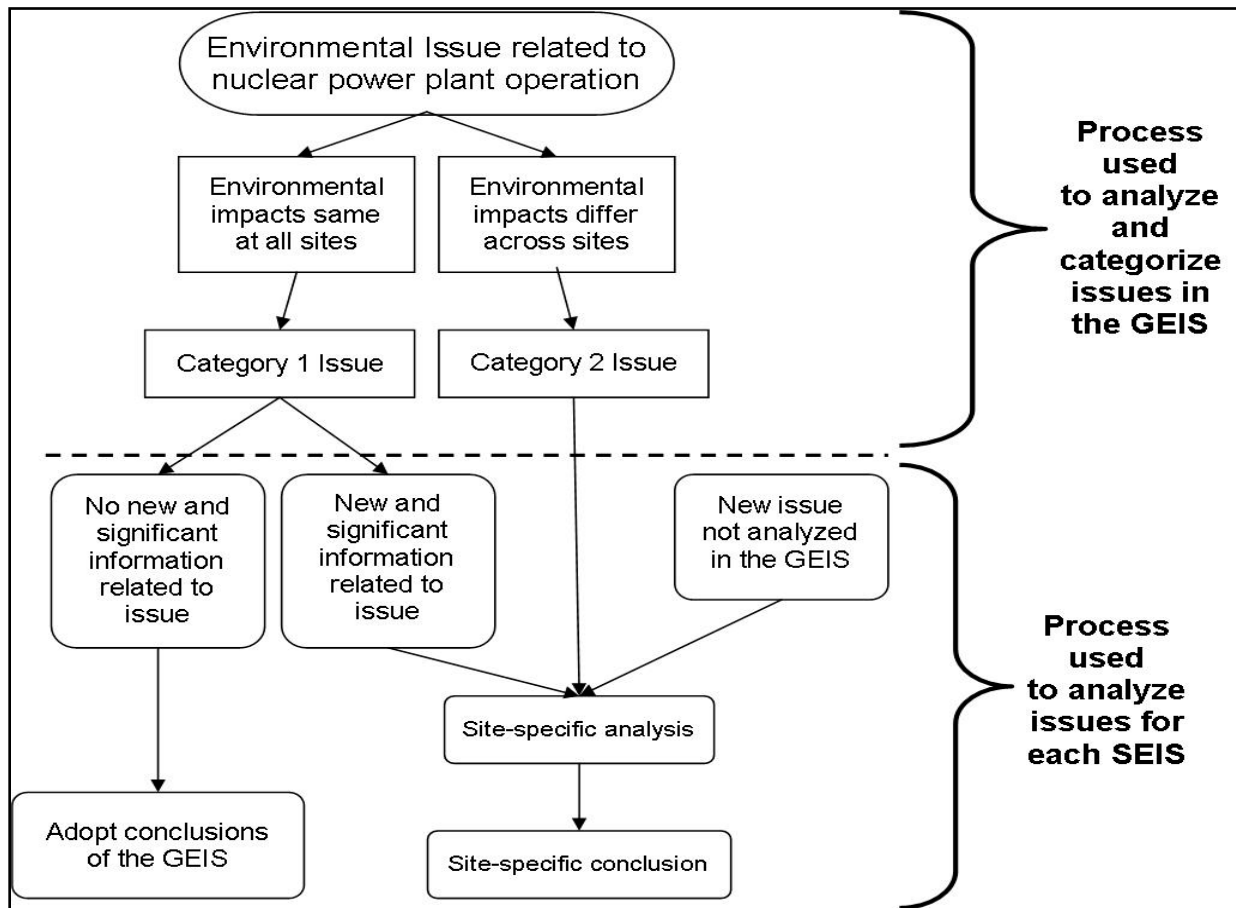 Environmental Issue related to
nuclear power plant operation
Environmental
impacts same
at all sites
Environmental
impacts differ
across sites
Process
used
to analyze
and
categorize
issues in
the GEIS
Category 1 Issue
Category 2 Issue
No new and
significant
information
related to
issue
New and
significant
information
related to
issue
New issue
not analyzed
in the GEIS
Process
used
to analyze
issues for
each SEIS
Site-specific analysis
Adopt conclusions
of the GEIS
Site-specific conclusion